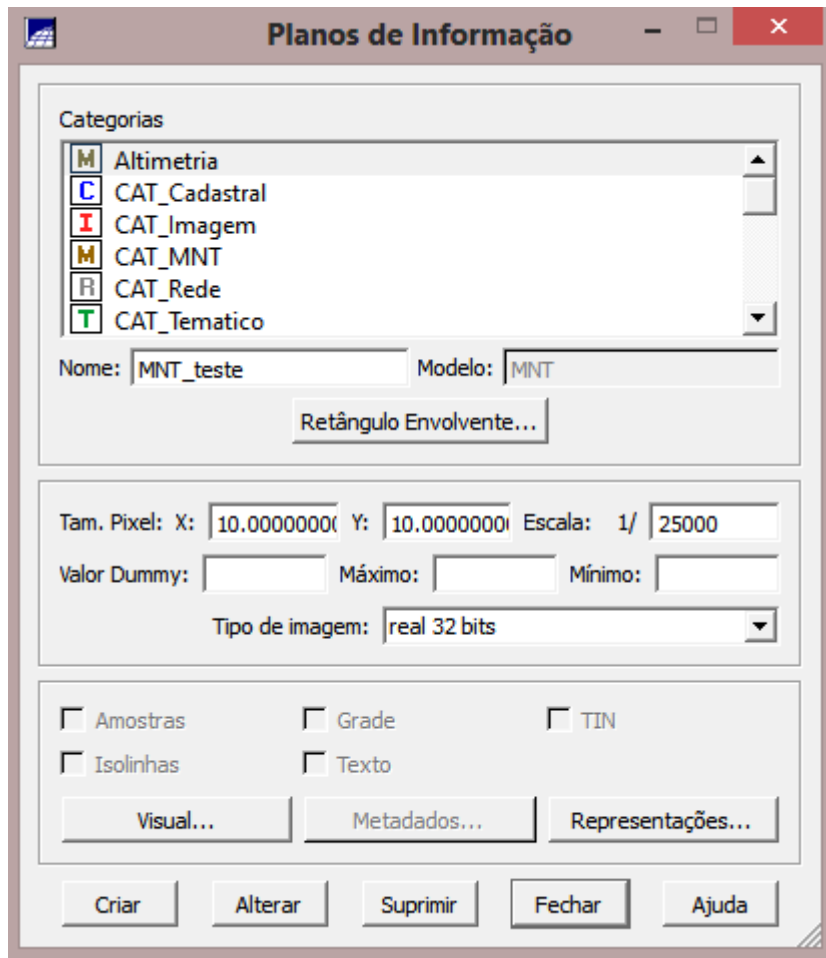 Planos de Informação
Categorias
M Altimetria
C CAT_Cadastral
I CAT_Imagem
M CAT_MNT
R CAT_Rede
T CAT_Tematico
Nome: MNT_teste Modelo: MNT
Retângulo Envolvente...
Tam. Pixel: X: 10.00000000 Y: 10.00000000 Escala: 1/ 25000
Valor Dummy: Máximo: Mínimo:
Tipo de imagem: real 32 bits
Amostras Grade TIN
Isolinhas Texto
Visual... Metadados... Representações...
Criar Alterar Suprimir Fechar Ajuda